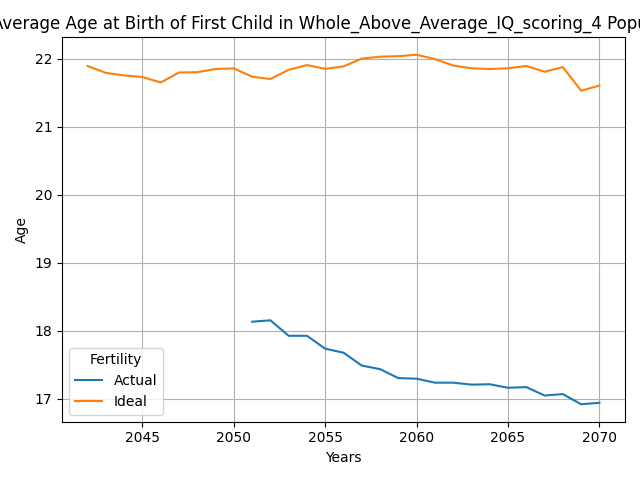 Average Age at Birth of First Child in Whole_Above_Average_IQ_scoring_4 Popu
22
21
20
19
18
17
Age
Fertility
Actual
Ideal
2045 2050 2055 2060 2065 2070
Years